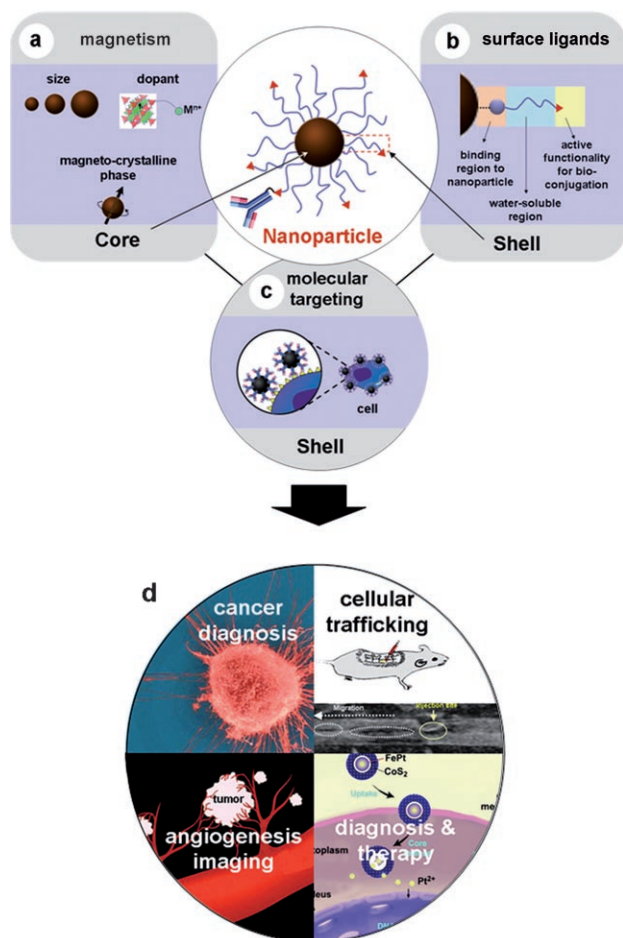 a
magnetism
size
dopant
Mⁿ⁺
magneto-crystalline
phase
Core
Nanoparticle
b
surface ligands
binding
region to
nanoparticle
water-soluble
region
active
functionality
for bio-
conjugation
Shell
c
molecular
targeting
cell
Shell
d
cancer
diagnosis
cellular
trafficking
Migration
injection site
tumor
angiogenesis
imaging
FePt
CoS₂
Uptake
diagnosis &
therapy
Core
Pt²⁺